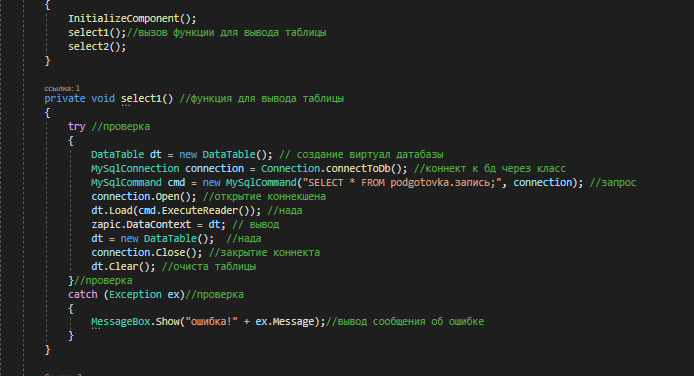 {
InitializeComponent();
select1();//вызов функции для вывода таблицы
select2();
}
ссылка: 1
private void select1() //функция для вывода таблицы
{
try //проверка
{
DataTable dt = new DataTable(); // создание виртуал датабазы
MySqlConnection connection = Connection.connectToDb(); //коннект к бд через класс
MySqlCommand cmd = new MySqlCommand("SELECT * FROM podgotovka.запись;", connection); //запрос
connection.Open(); //открытие коннекшена
dt.Load(cmd.ExecuteReader()); //нада
zapic.DataContext = dt; // вывод
dt = new DataTable();  //нада
connection.Close(); //закрытие коннекта
dt.Clear(); //очиста таблицы
}//проверка
catch (Exception ex)//проверка
{
MessageBox.Show("ошибка!" + ex.Message);//вывод сообщения об ошибке
}
}